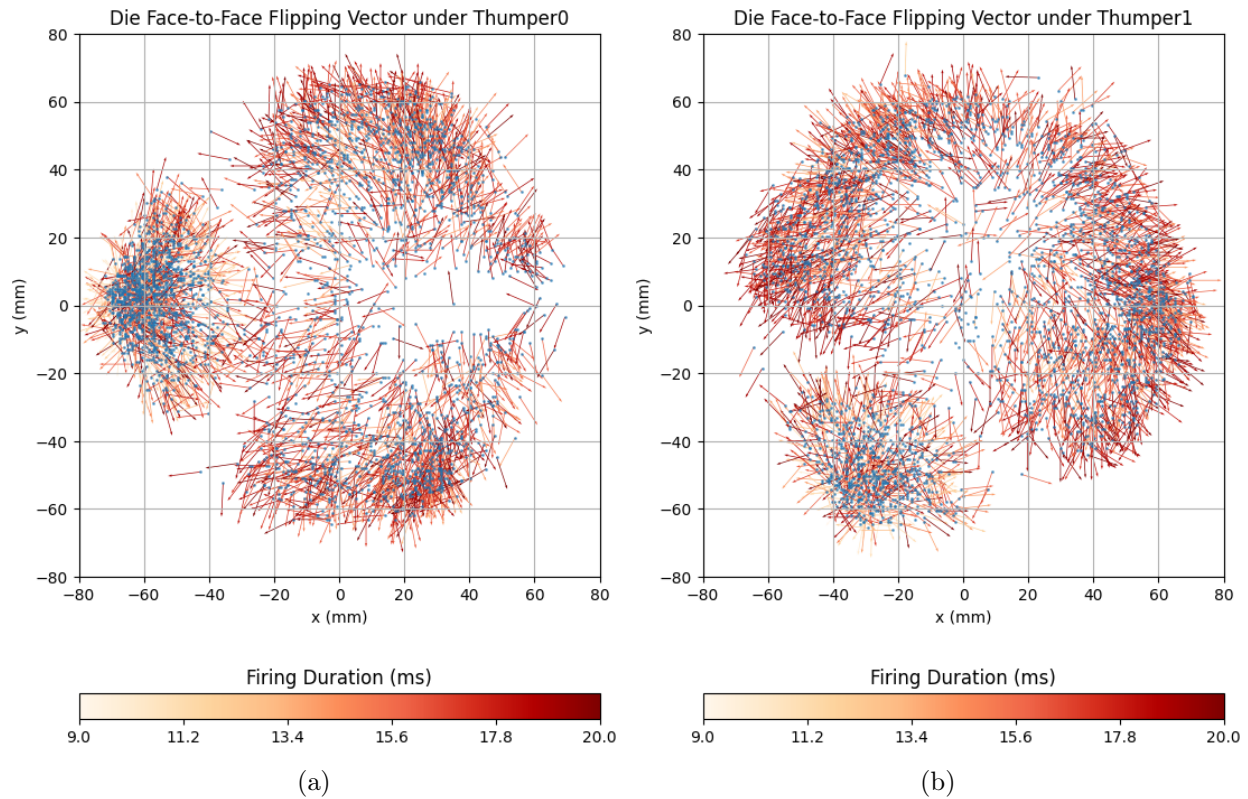 Die Face-to-Face Flipping Vector under Thumper0
80
60
40
20
0
−20
−40
−60
−80
y (mm)
−80 −60 −40 −20 0 20 40 60 80
x (mm)
Firing Duration (ms)
9.0 11.2 13.4 15.6 17.8 20.0
(a)
Die Face-to-Face Flipping Vector under Thumper1
80
60
40
20
0
−20
−40
−60
−80
y (mm)
−80 −60 −40 −20 0 20 40 60 80
x (mm)
Firing Duration (ms)
9.0 11.2 13.4 15.6 17.8 20.0
(b)